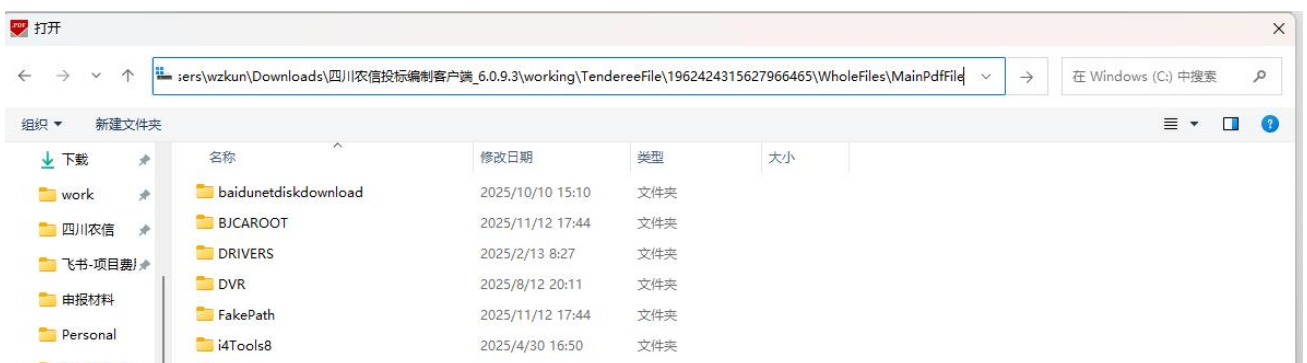 打开
sers\wzkun\Downloads\四川农信投标编制客户端_6.0.9.3\working\TendereeFile\1962424315627966465\WholeFiles\MainPdfFile
在 Windows (C:) 中搜索
组织 新建文件夹
名称 修改日期 类型 大小
下载
work
四川农信
飞书-项目费
申报材料
Personal
baidunetdiskdownload 2025/10/10 15:10 文件夹
BJCAROOT 2025/11/12 17:44 文件夹
DRIVERS 2025/2/13 8:27 文件夹
DVR 2025/8/12 20:11 文件夹
FakePath 2025/11/12 17:44 文件夹
i4Tools8 2025/4/30 16:50 文件夹